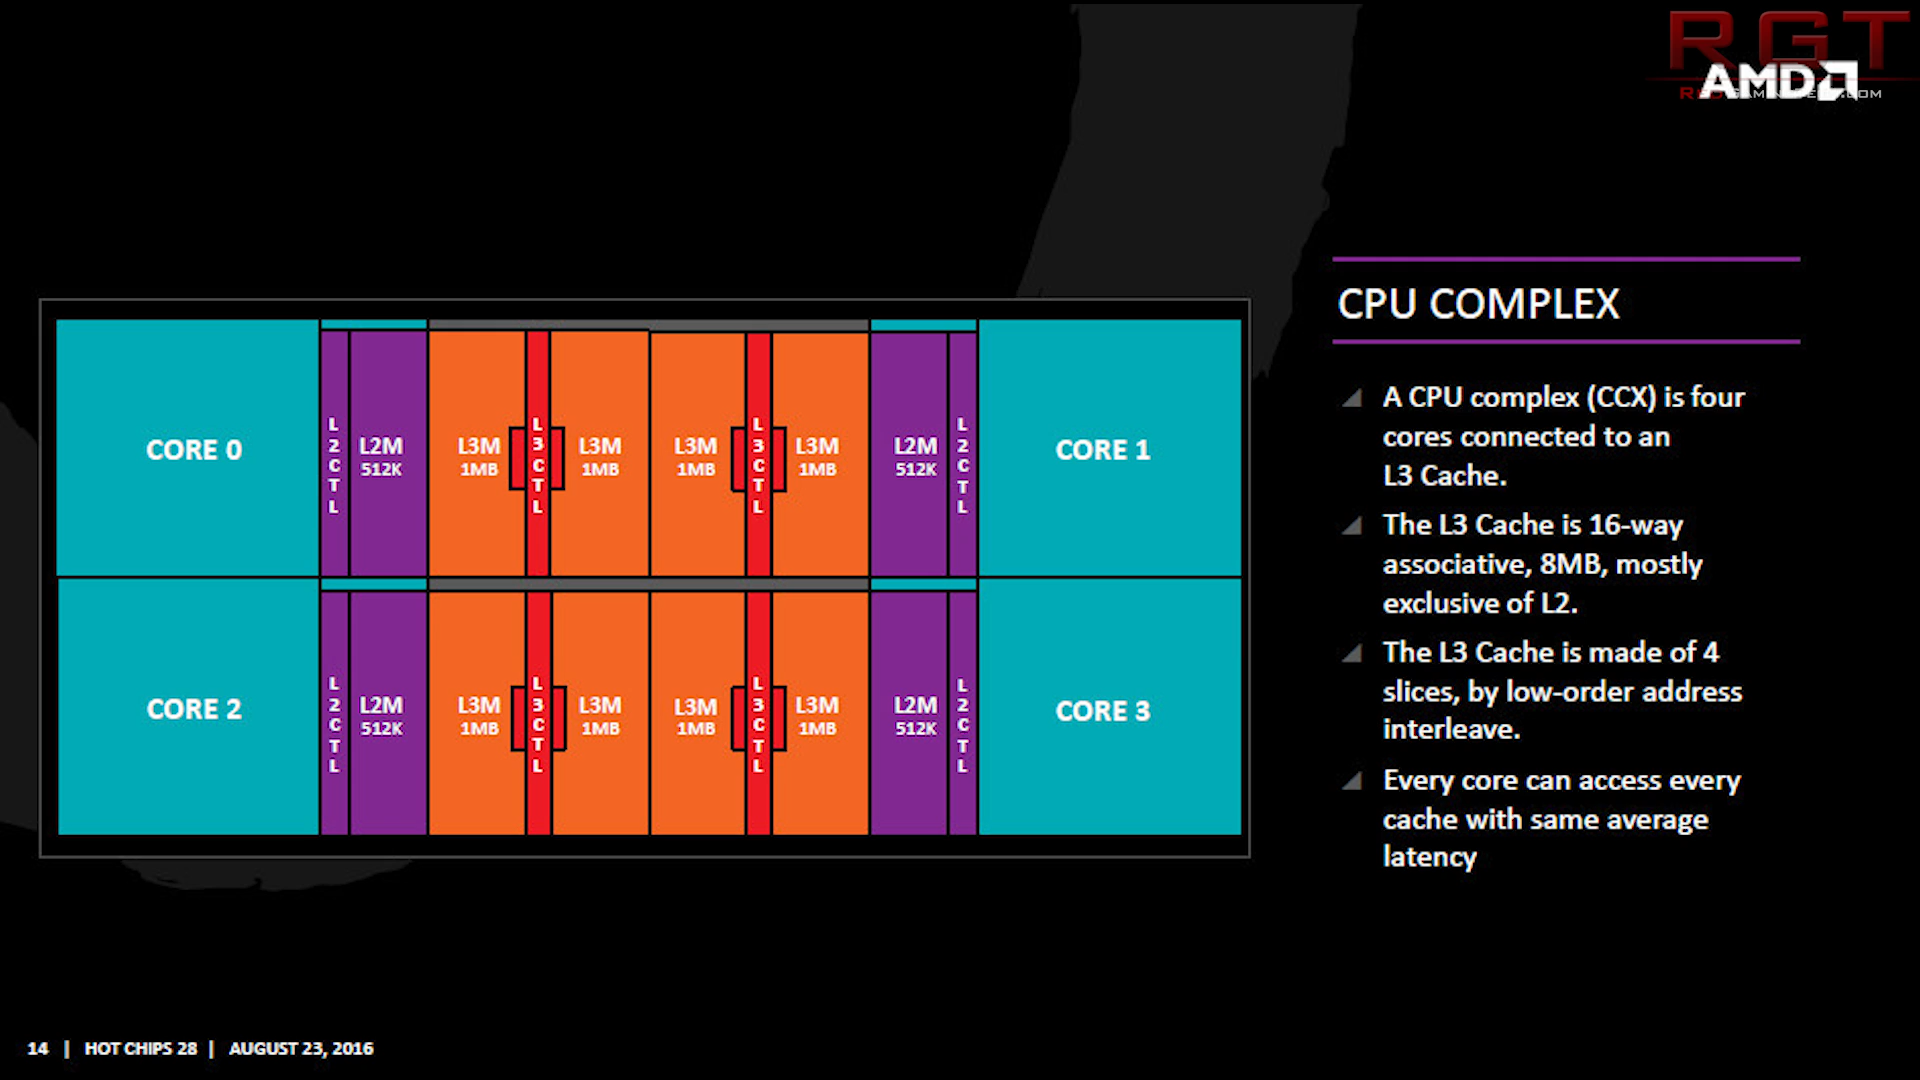 RGT
AMD
CPU COMPLEX
A CPU complex (CCX) is four
cores connected to an
L3 Cache.
The L3 Cache is 16-way
associative, 8MB, mostly
exclusive of L2.
The L3 Cache is made of 4
slices, by low-order address
interleave.
Every core can access every
cache with same average
latency
CORE 0
L2CTL
L2M
512K
L3M
1MB
L3CTL
L3M
1MB
L3M
1MB
L3CTL
L3M
1MB
L2M
512K
L2CTL
CORE 1
CORE 2
L2CTL
L2M
512K
L3M
1MB
L3CTL
L3M
1MB
L3M
1MB
L3CTL
L3M
1MB
L2M
512K
L2CTL
CORE 3
14 | HOT CHIPS 28 | AUGUST 23, 2016